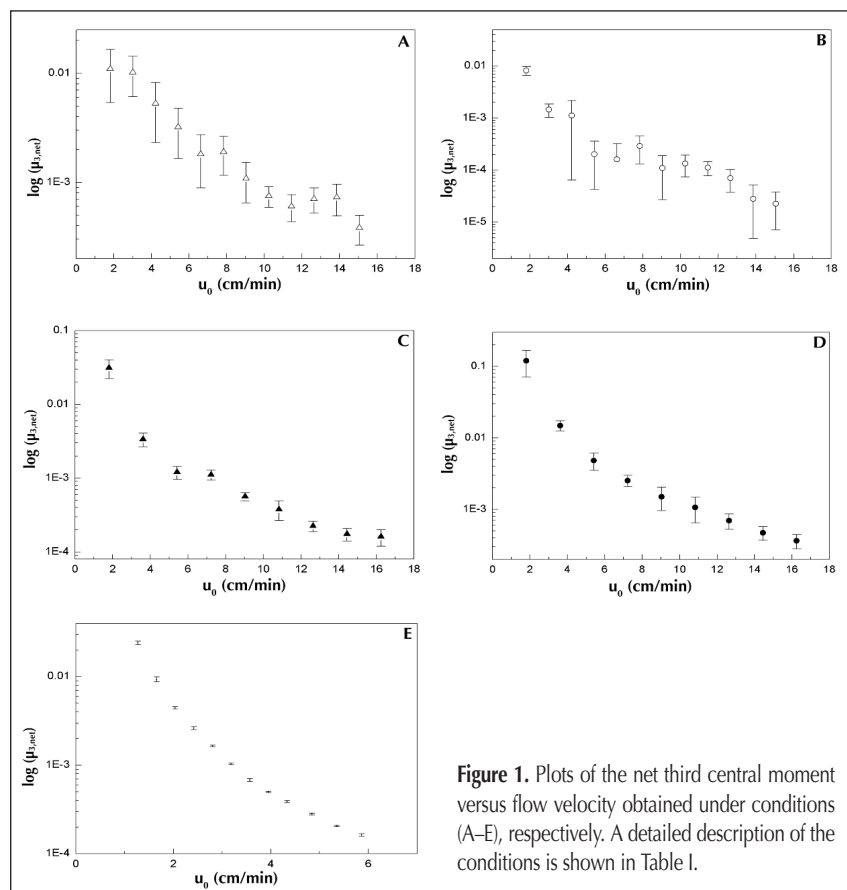 A
0.01
1E-3
log (μ3,net)
0 2 4 6 8 10 12 14 16 18
u0 (cm/min)
B
0.01
1E-3
1E-4
1E-5
log (μ3,net)
0 2 4 6 8 10 12 14 16 18
u0 (cm/min)
C
0.1
0.01
1E-3
1E-4
log (μ3,net)
0 2 4 6 8 10 12 14 16 18
u0 (cm/min)
D
0.1
0.01
1E-3
log (μ3,net)
0 2 4 6 8 10 12 14 16 18
u0 (cm/min)
E
0.01
1E-3
1E-4
log (μ3,net)
0 2 4 6
u0 (cm/min)
Figure 1. Plots of the net third central moment
versus flow velocity obtained under conditions
(A–E), respectively. A detailed description of the
conditions is shown in Table I.